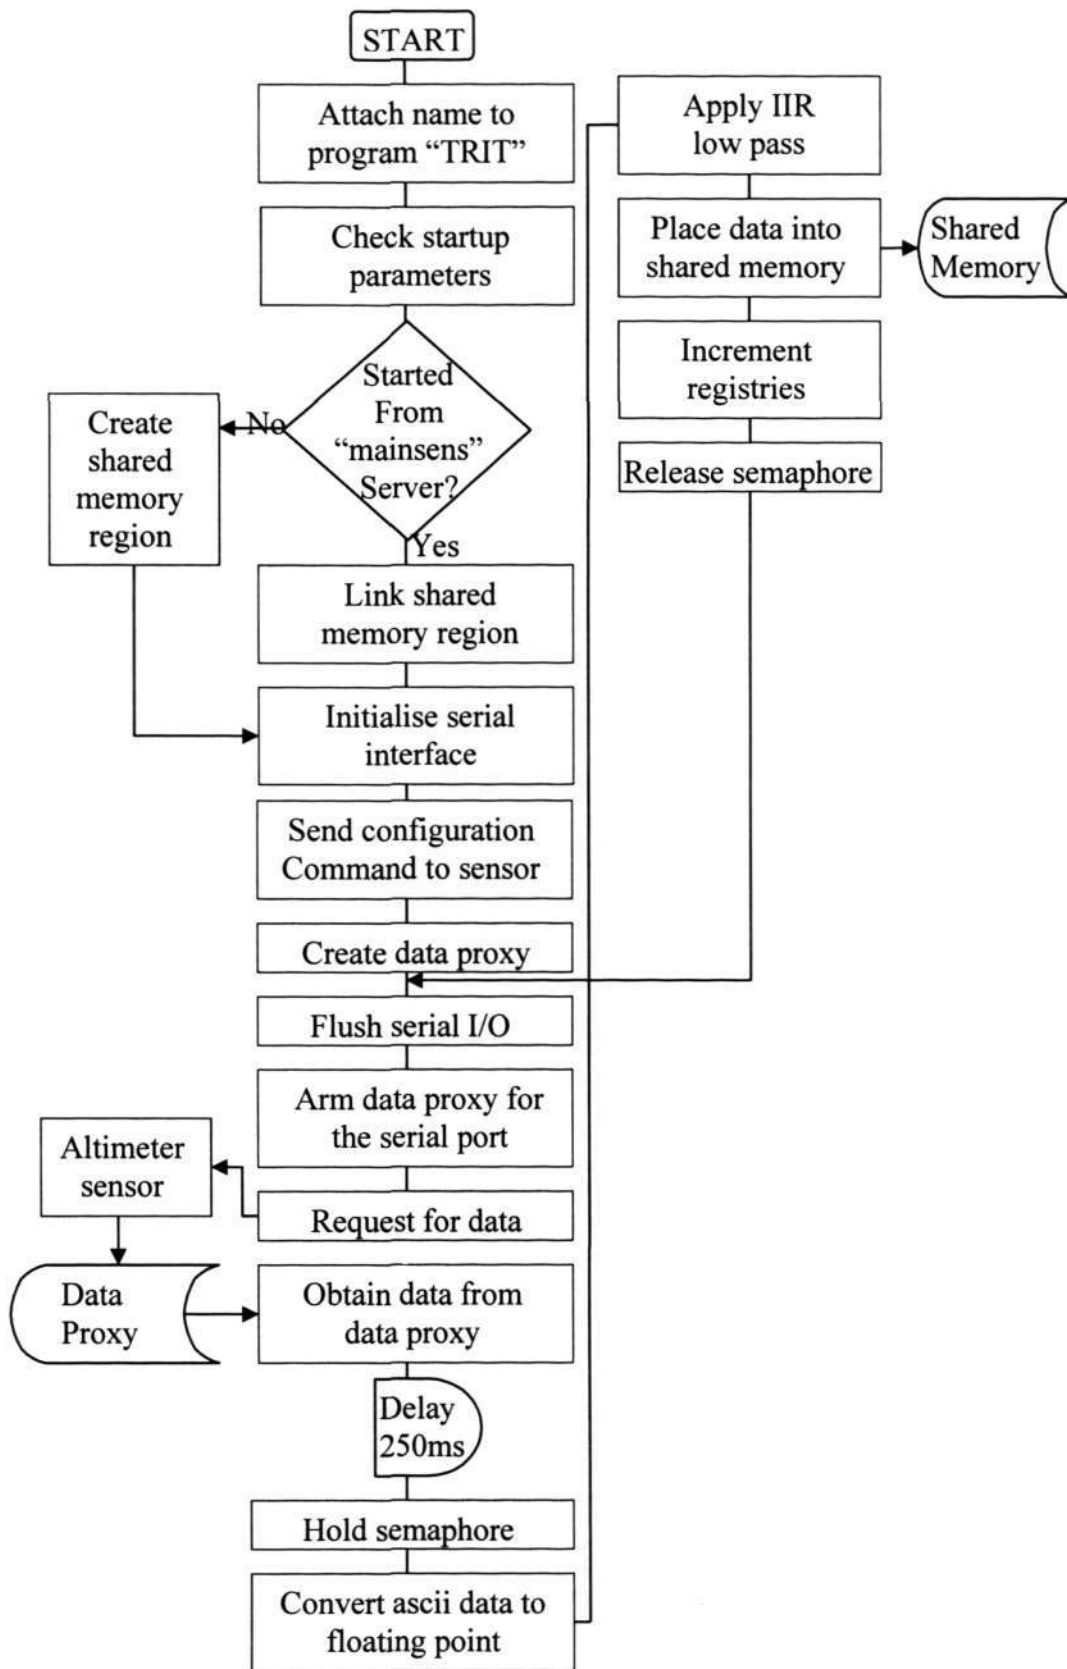 START
Attach name to
program “TRIT”
Check startup
parameters
Started
From
“mainsens”
Server?
No
Create
shared
memory
region
Yes
Link shared
memory region
Initialise serial
interface
Send configuration
Command to sensor
Create data proxy
Flush serial I/O
Arm data proxy for
the serial port
Request for data
Altimeter
sensor
Data
Proxy
Obtain data from
data proxy
Delay
250ms
Hold semaphore
Convert ascii data to
floating point
Apply IIR
low pass
Place data into
shared memory
Shared
Memory
Increment
registries
Release semaphore